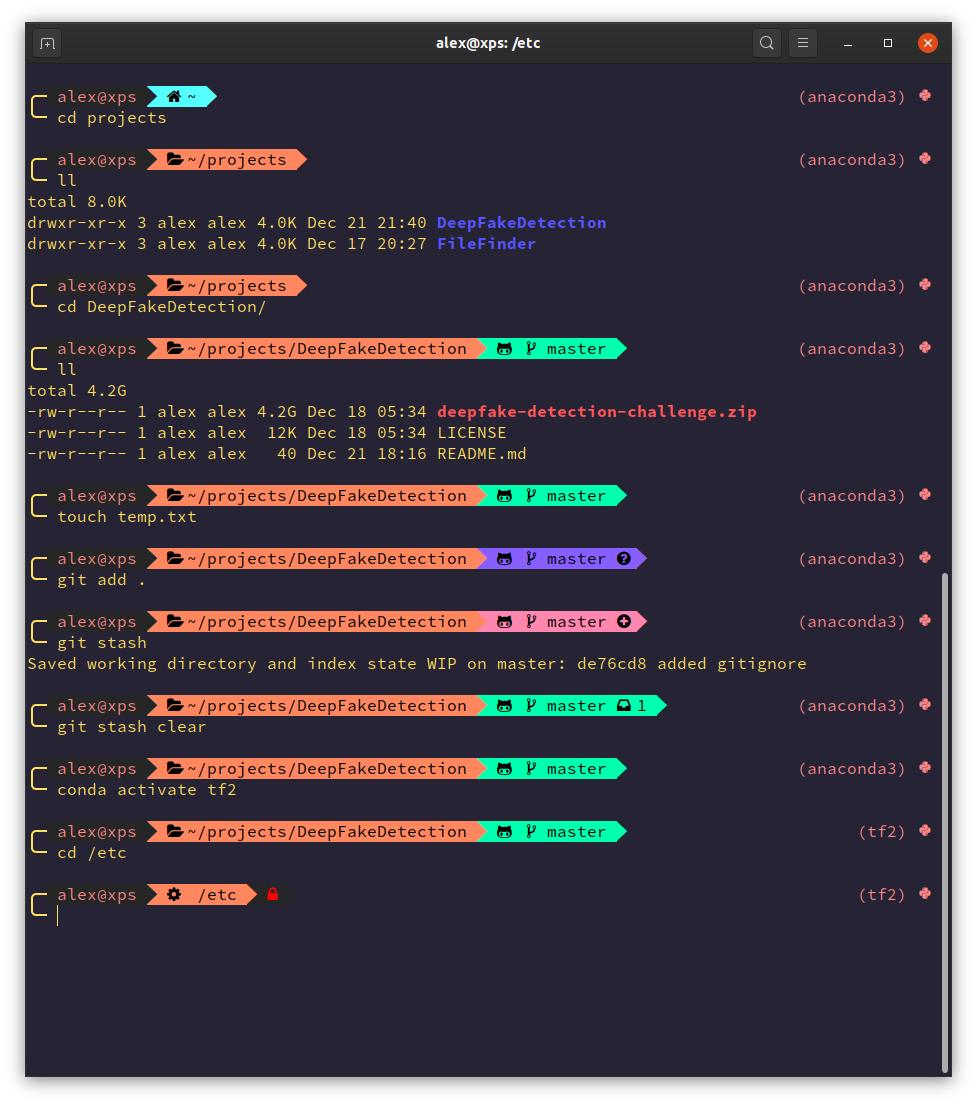 alex@xps: /etc
alex@xps ~ (anaconda3)
cd projects
alex@xps ~/projects (anaconda3)
ll
total 8.0K
drwxr-xr-x 3 alex alex 4.0K Dec 21 21:40 DeepFakeDetection
drwxr-xr-x 3 alex alex 4.0K Dec 17 20:27 FileFinder
alex@xps ~/projects (anaconda3)
cd DeepFakeDetection/
alex@xps ~/projects/DeepFakeDetection master (anaconda3)
ll
total 4.2G
-rw-r--r-- 1 alex alex 4.2G Dec 18 05:34 deepfake-detection-challenge.zip
-rw-r--r-- 1 alex alex  12K Dec 18 05:34 LICENSE
-rw-r--r-- 1 alex alex   40 Dec 21 18:16 README.md
alex@xps ~/projects/DeepFakeDetection master (anaconda3)
touch temp.txt
alex@xps ~/projects/DeepFakeDetection master ? (anaconda3)
git add .
alex@xps ~/projects/DeepFakeDetection master + (anaconda3)
git stash
Saved working directory and index state WIP on master: de76cd8 added gitignore
alex@xps ~/projects/DeepFakeDetection master 1 (anaconda3)
git stash clear
alex@xps ~/projects/DeepFakeDetection master (anaconda3)
conda activate tf2
alex@xps ~/projects/DeepFakeDetection master (tf2)
cd /etc
alex@xps /etc (tf2)